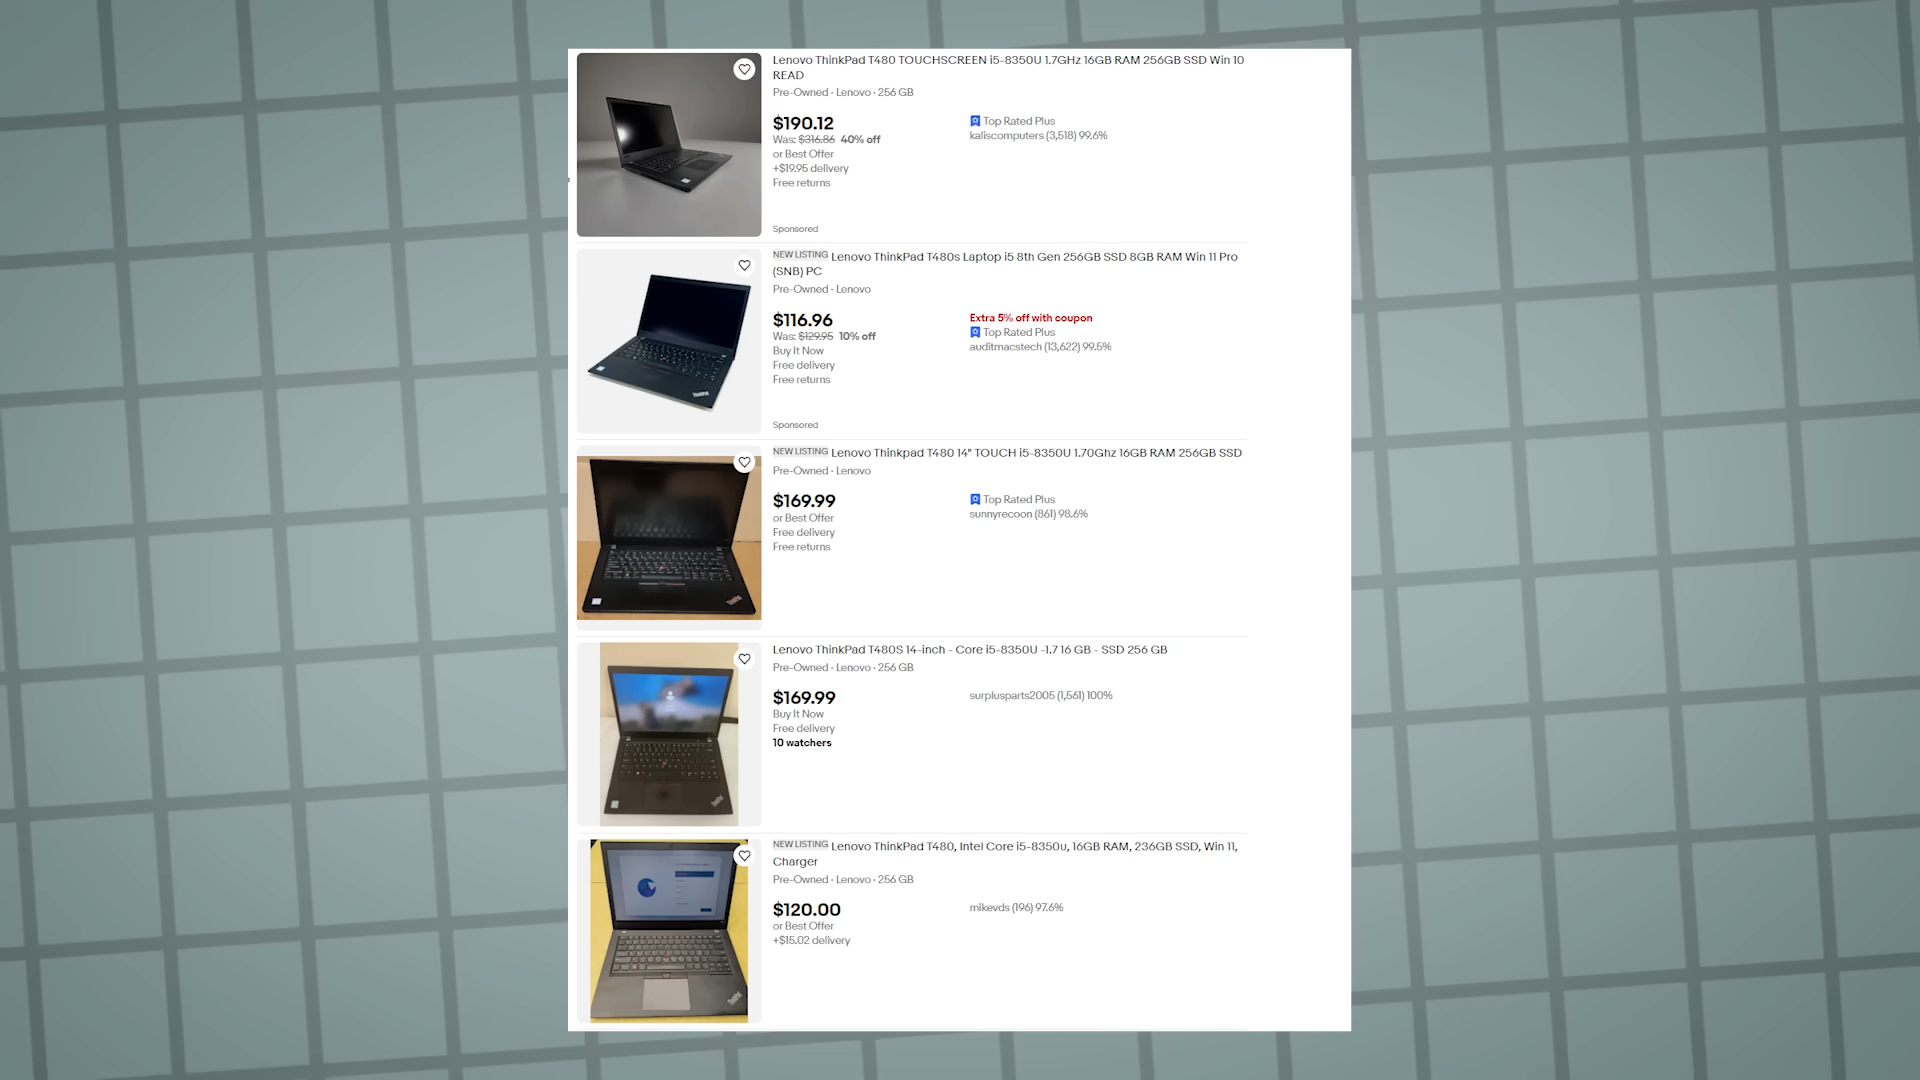 Lenovo ThinkPad T480 TOUCHSCREEN i5-8350U 1.7GHz 16GB RAM 256GB SSD Win 10
READ
Pre-Owned · Lenovo · 256 GB
$190.12
Was: $316.86 40% off
or Best Offer
+$19.95 delivery
Free returns
Top Rated Plus
kaliscomputers (3,518) 99.6%
Sponsored
NEW LISTING Lenovo ThinkPad T480s Laptop i5 8th Gen 256GB SSD 8GB RAM Win 11 Pro
(SNB) PC
Pre-Owned · Lenovo
$116.96
Was: $129.95 10% off
Buy It Now
Free delivery
Free returns
Extra 5% off with coupon
Top Rated Plus
auditmacstech (13,622) 99.5%
Sponsored
NEW LISTING Lenovo Thinkpad T480 14" TOUCH i5-8350U 1.70Ghz 16GB RAM 256GB SSD
Pre-Owned · Lenovo
$169.99
or Best Offer
Free delivery
Free returns
Top Rated Plus
sunnyrecoon (861) 98.6%
Lenovo ThinkPad T480S 14-inch - Core i5-8350U -1.7 16 GB - SSD 256 GB
Pre-Owned · Lenovo · 256 GB
$169.99
Buy It Now
Free delivery
10 watchers
surplusparts2005 (1,561) 100%
NEW LISTING Lenovo ThinkPad T480, Intel Core i5-8350u, 16GB RAM, 236GB SSD, Win 11,
Charger
Pre-Owned · Lenovo · 256 GB
$120.00
or Best Offer
+$15.02 delivery
mikevds (196) 97.6%